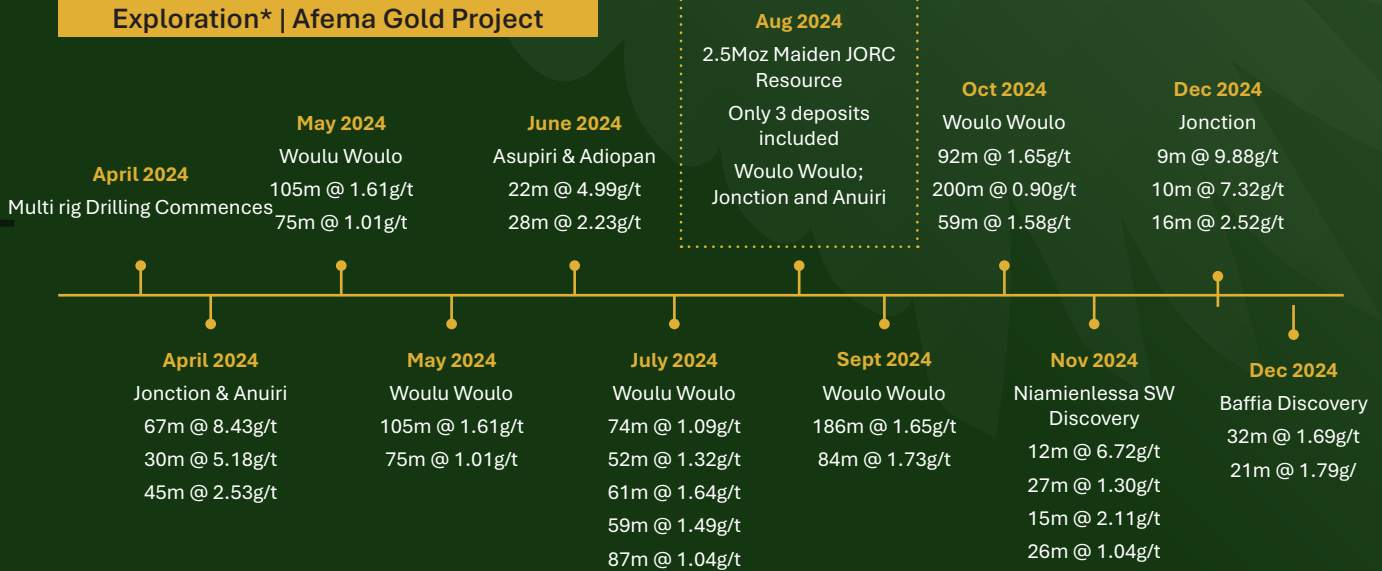 Exploration* | Afema Gold Project
April 2024
Multi rig Drilling Commences
May 2024
Woulu Woulo
105m @ 1.61g/t
75m @ 1.01g/t
June 2024
Asupiri & Adiopan
22m @ 4.99g/t
28m @ 2.23g/t
Aug 2024
2.5Moz Maiden JORC
Resource
Only 3 deposits
included
Woulo Woulo;
Jonction and Anuiri
Oct 2024
Woulo Woulo
92m @ 1.65g/t
200m @ 0.90g/t
59m @ 1.58g/t
Dec 2024
Jonction
9m @ 9.88g/t
10m @ 7.32g/t
16m @ 2.52g/t
April 2024
Jonction & Anuiri
67m @ 8.43g/t
30m @ 5.18g/t
45m @ 2.53g/t
May 2024
Woulu Woulo
105m @ 1.61g/t
75m @ 1.01g/t
July 2024
Woulu Woulo
74m @ 1.09g/t
52m @ 1.32g/t
61m @ 1.64g/t
59m @ 1.49g/t
87m @ 1.04g/t
Sept 2024
Woulo Woulo
186m @ 1.65g/t
84m @ 1.73g/t
Nov 2024
Niamienlessa SW
Discovery
12m @ 6.72g/t
27m @ 1.30g/t
15m @ 2.11g/t
26m @ 1.04g/t
Dec 2024
Baffia Discovery
32m @ 1.69g/t
21m @ 1.79g/